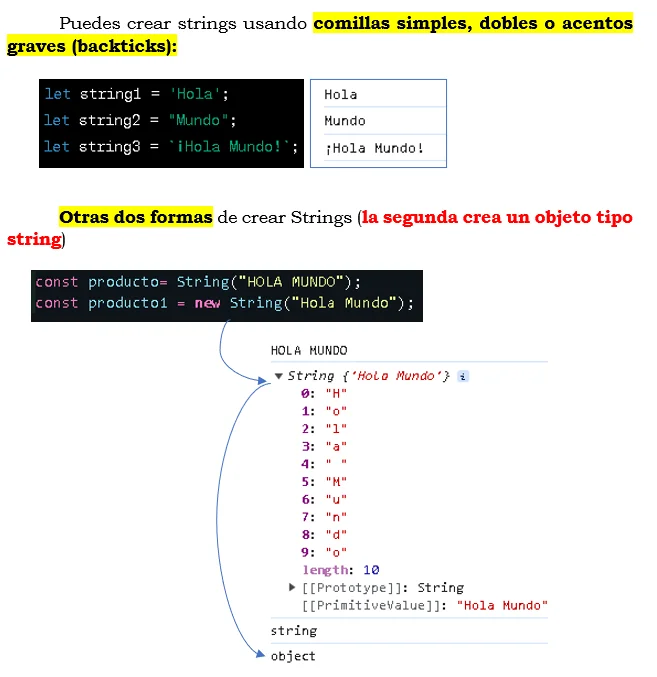 Puedes crear strings usando comillas simples, dobles o acentos
graves (backticks):
let string1 = 'Hola';
let string2 = "Mundo";
let string3 = `¡Hola Mundo!`;
Hola
Mundo
¡Hola Mundo!
Otras dos formas de crear Strings (la segunda crea un objeto tipo
string)
const producto= String("HOLA MUNDO");
const producto1 = new String("Hola Mundo");
HOLA MUNDO
▼ String {'Hola Mundo'} i
0: "H"
1: "o"
2: "l"
3: "a"
4: " "
5: "M"
6: "u"
7: "n"
8: "d"
9: "o"
length: 10
▶ [[Prototype]]: String
[[PrimitiveValue]]: "Hola Mundo"
string
object